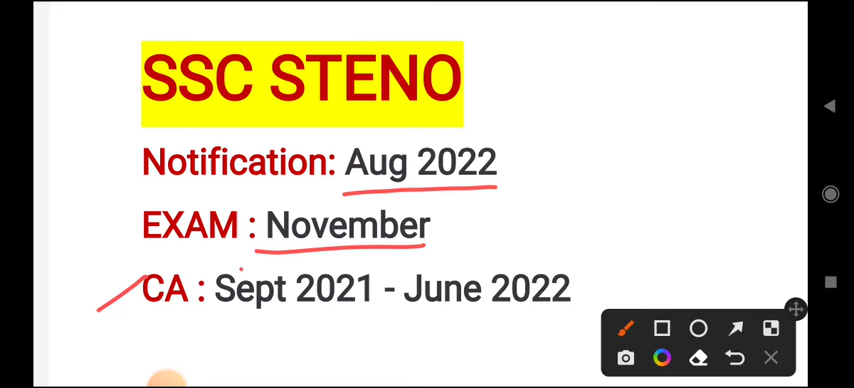 SSC STENO
Notification: Aug 2022
EXAM : November
CA : Sept 2021 - June 2022